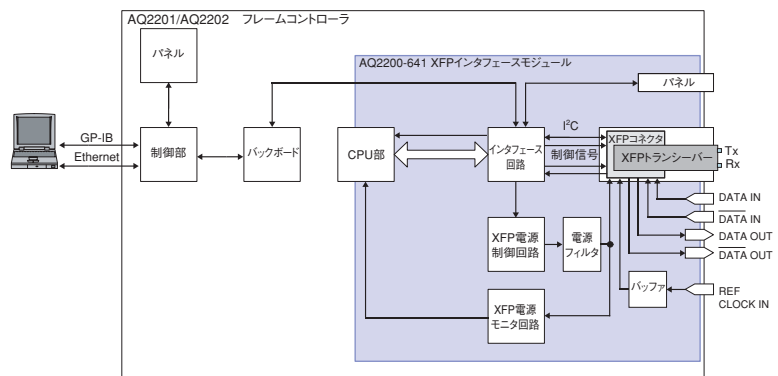 AQ2201/AQ2202 フレームコントローラ
パネル
AQ2200-641 XFPインタフェースモジュール
パネル
GP-IB
Ethernet
制御部
バックボード
CPU部
インタフェース
回路
I²C
制御信号
XFPコネクタ
XFPトランシーバー
Tx
Rx
DATA IN
DATA IN
DATA OUT
DATA OUT
XFP電源
制御回路
電源
フィルタ
バッファ
REF
CLOCK IN
XFP電源
モニタ回路